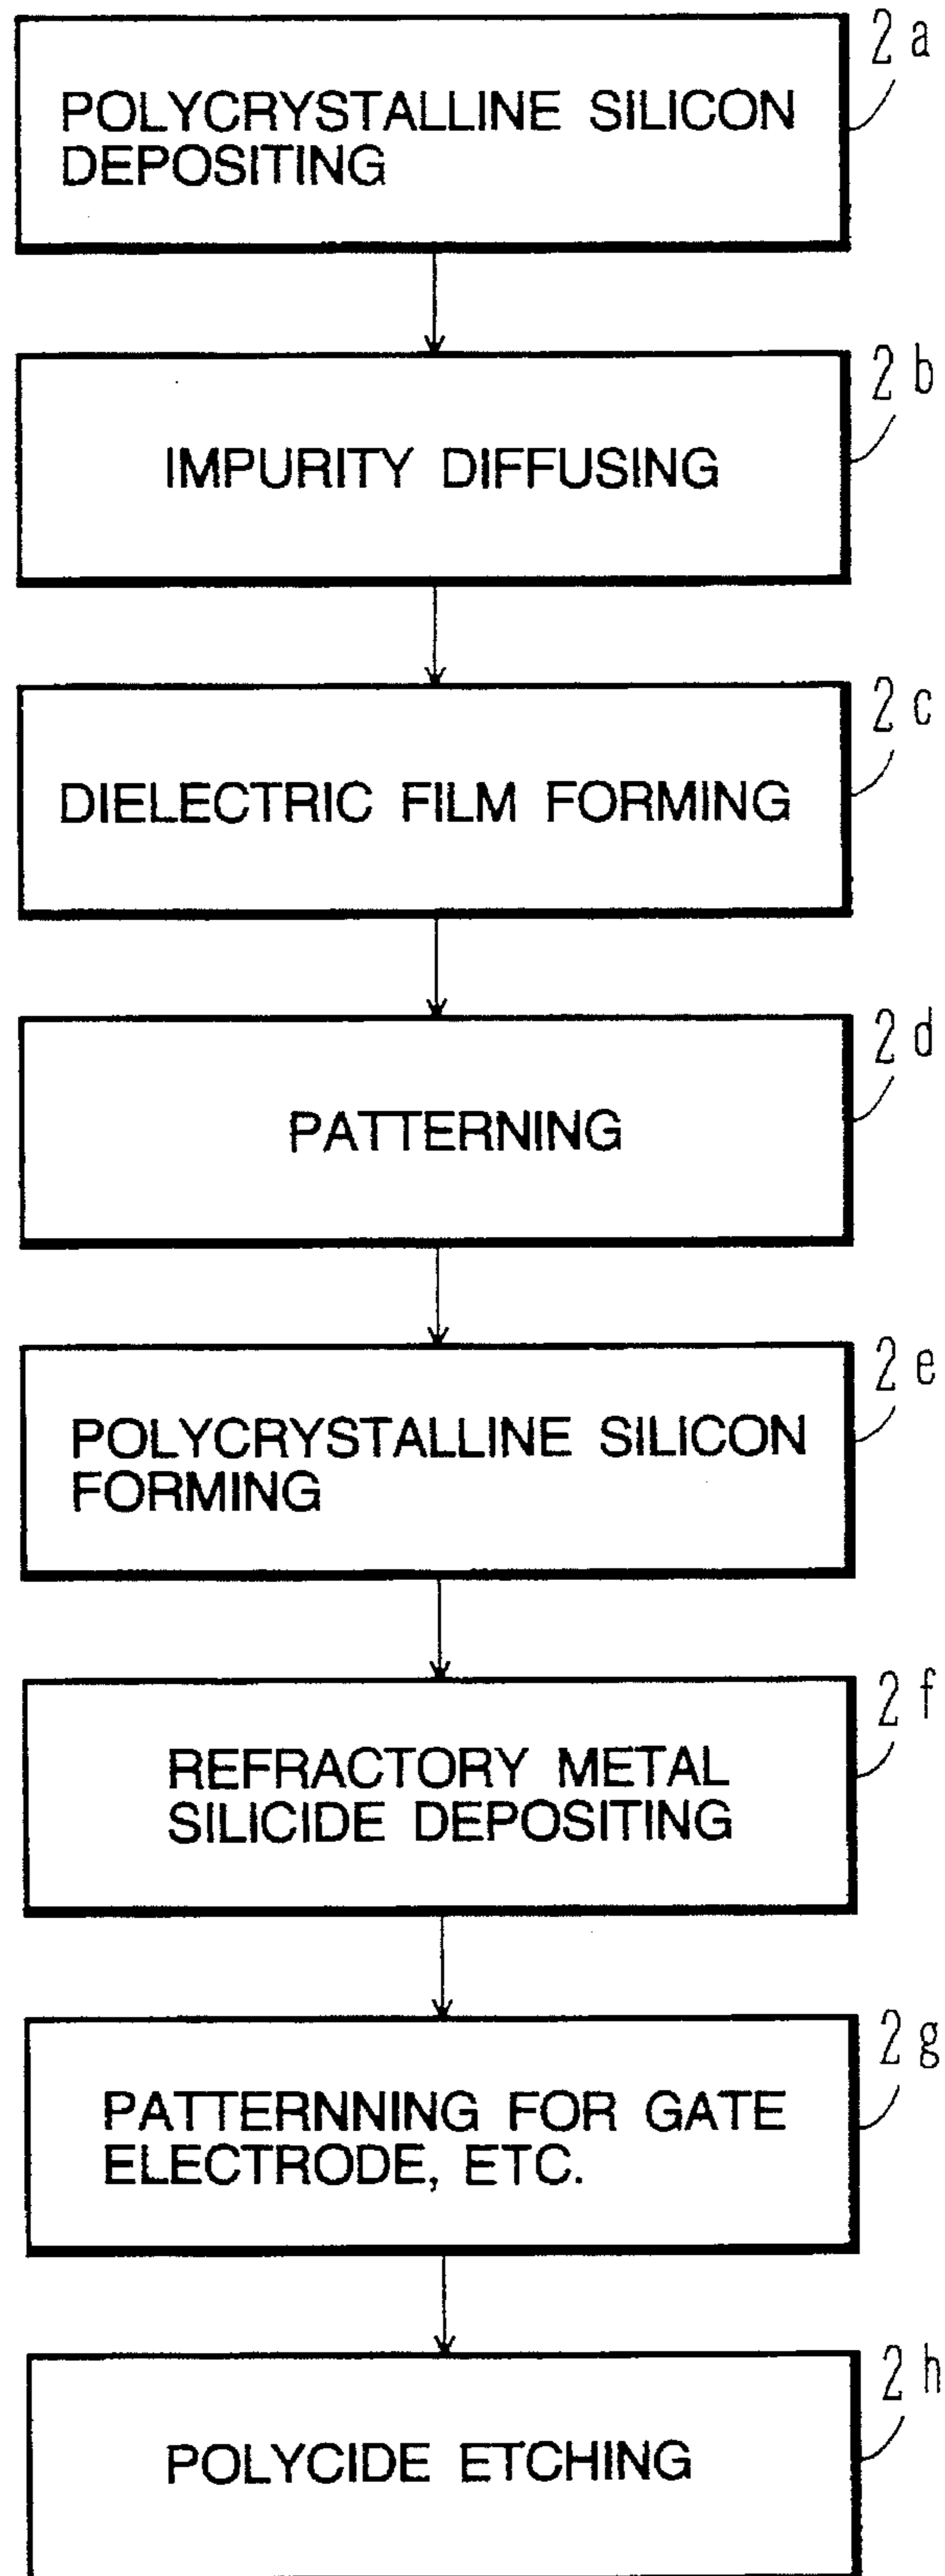 2a
POLYCRYSTALLINE SILICON
DEPOSITING
2b
IMPURITY DIFFUSING
2c
DIELECTRIC FILM FORMING
2d
PATTERNING
2e
POLYCRYSTALLINE SILICON
FORMING
2f
REFRACTORY METAL
SILICIDE DEPOSITING
2g
PATTERNNING FOR GATE
ELECTRODE, ETC.
2h
POLYCIDE ETCHING